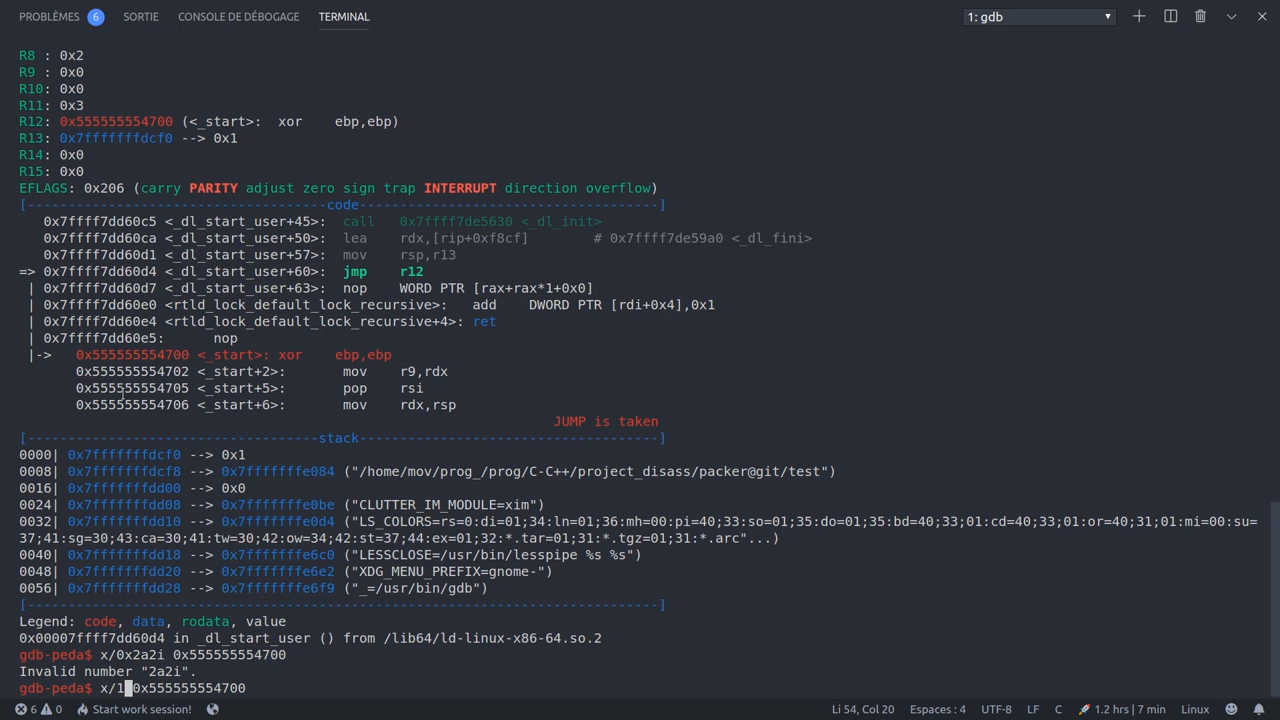 PROBLÈMES 6 SORTIE CONSOLE DE DÉBOGAGE TERMINAL 1: gdb
R8 : 0x2
R9 : 0x0
R10: 0x0
R11: 0x3
R12: 0x555555554700 (<_start>: xor ebp,ebp)
R13: 0x7fffffffdcf0 --> 0x1
R14: 0x0
R15: 0x0
EFLAGS: 0x206 (carry PARITY adjust zero sign trap INTERRUPT direction overflow)
[-------------------------------------code-------------------------------------]
0x7ffff7dd60c5 <_dl_start_user+45>: call 0x7ffff7de5630 <_dl_init>
0x7ffff7dd60ca <_dl_start_user+50>: lea rdx,[rip+0xf8cf] # 0x7ffff7de59a0 <_dl_fini>
0x7ffff7dd60d1 <_dl_start_user+57>: mov rsp,r13
=> 0x7ffff7dd60d4 <_dl_start_user+60>: jmp r12
| 0x7ffff7dd60d7 <_dl_start_user+63>: nop WORD PTR [rax+rax*1+0x0]
| 0x7ffff7dd60e0 <rtld_lock_default_lock_recursive>: add DWORD PTR [rdi+0x4],0x1
| 0x7ffff7dd60e4 <rtld_lock_default_lock_recursive+4>: ret
| 0x7ffff7dd60e5: nop
|-> 0x555555554700 <_start>: xor ebp,ebp
0x555555554702 <_start+2>: mov r9,rdx
0x555555554705 <_start+5>: pop rsi
0x555555554706 <_start+6>: mov rdx,rsp
JUMP is taken
[------------------------------------stack-------------------------------------]
0000| 0x7fffffffdcf0 --> 0x1
0008| 0x7fffffffdcf8 --> 0x7fffffffe084 ("/home/mov/prog_/prog/C-C++/project_disass/packer@git/test")
0016| 0x7fffffffdd00 --> 0x0
0024| 0x7fffffffdd08 --> 0x7fffffffe0be ("CLUTTER_IM_MODULE=xim")
0032| 0x7fffffffdd10 --> 0x7fffffffe0d4 ("LS_COLORS=rs=0:di=01;34:ln=01;36:mh=00:pi=40;33:so=01;35:do=01;35:bd=40;33;01:cd=40;33;01:or=40;31;01:mi=00:su=
37;41:sg=30;43:ca=30;41:tw=30;42:ow=34;42:st=37;44:ex=01;32:*.tar=01;31:*.tgz=01;31:*.arc"...)
0040| 0x7fffffffdd18 --> 0x7fffffffe6c0 ("LESSCLOSE=/usr/bin/lesspipe %s %s")
0048| 0x7fffffffdd20 --> 0x7fffffffe6e2 ("XDG_MENU_PREFIX=gnome-")
0056| 0x7fffffffdd28 --> 0x7fffffffe6f9 ("_=/usr/bin/gdb")
[------------------------------------------------------------------------------]
Legend: code, data, rodata, value
0x00007ffff7dd60d4 in _dl_start_user () from /lib64/ld-linux-x86-64.so.2
gdb-peda$ x/0x2a2i 0x555555554700
Invalid number "2a2i".
gdb-peda$ x/1 0x555555554700
6 0 Start work session! Li 54, Col 20 Espaces : 4 UTF-8 LF C 1.2 hrs | 7 min Linux